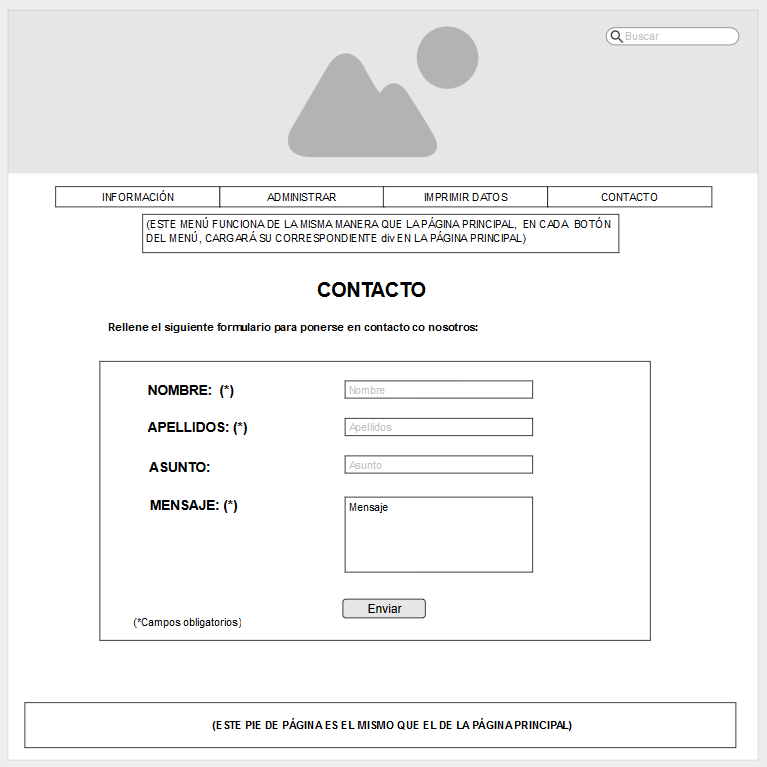 Buscar
INFORMACIÓN
ADMINISTRAR
IMPRIMIR DATOS
CONTACTO
(ESTE MENÚ FUNCIONA DE LA MISMA MANERA QUE LA PÁGINA PRINCIPAL, EN CADA BOTÓN
DEL MENÚ, CARGARÁ SU CORRESPONDIENTE div EN LA PÁGINA PRINCIPAL)
CONTACTO
Rellene el siguiente formulario para ponerse en contacto co nosotros:
NOMBRE: (*)
Nombre
APELLIDOS: (*)
Apellidos
ASUNTO:
Asunto
MENSAJE: (*)
Mensaje
Enviar
(*Campos obligatorios)
(ESTE PIE DE PÁGINA ES EL MISMO QUE EL DE LA PÁGINA PRINCIPAL)